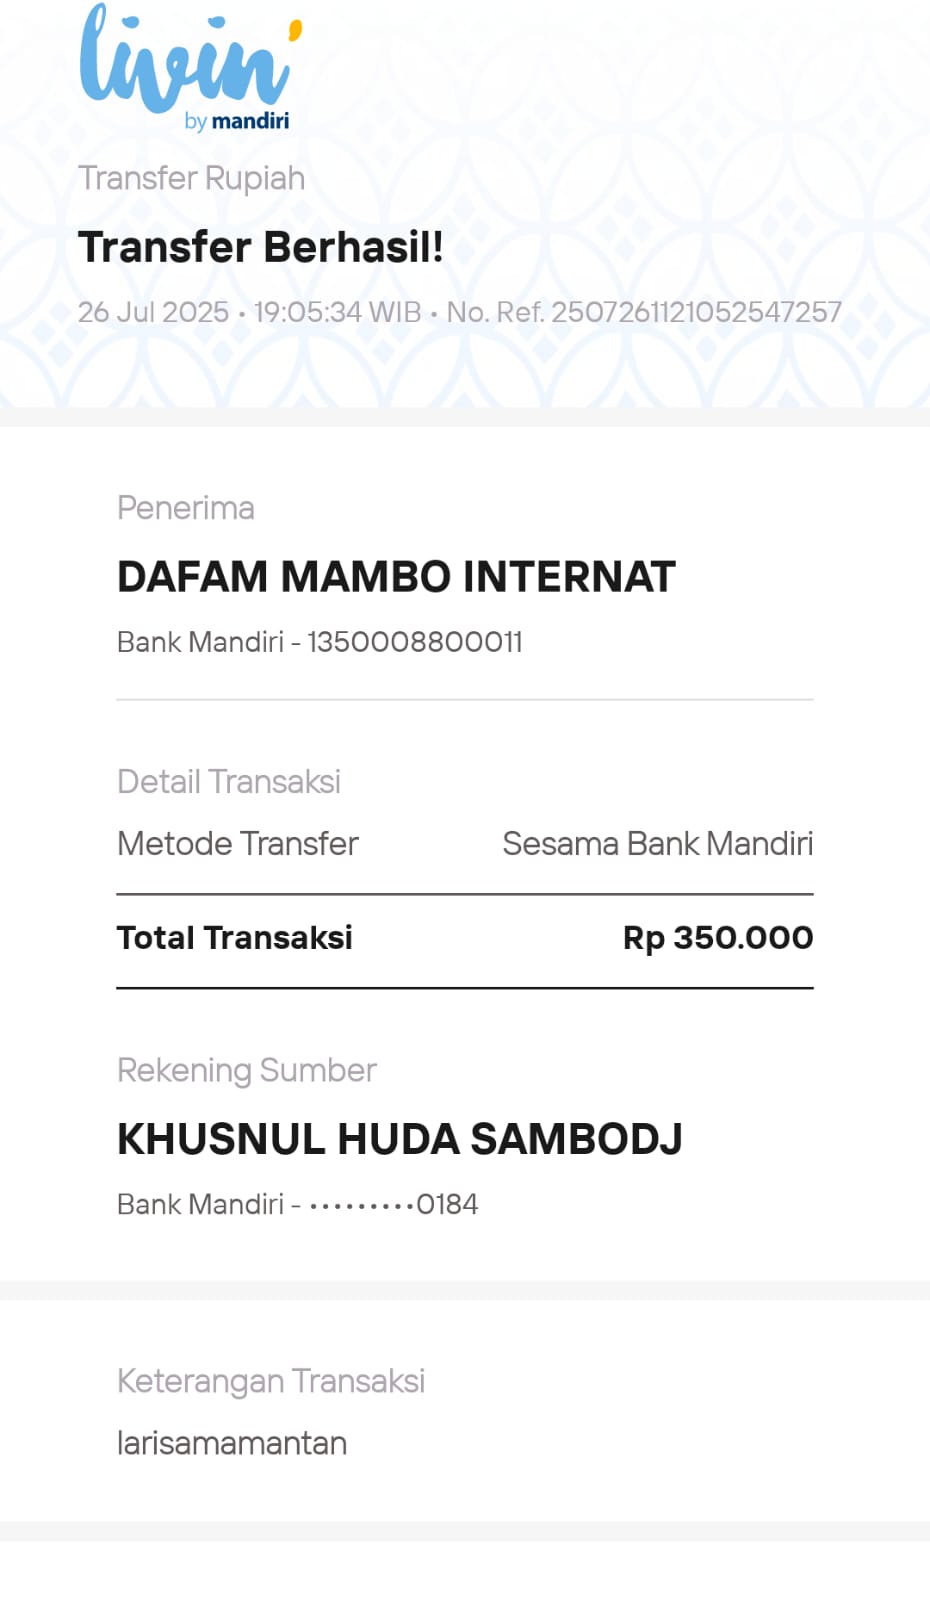 livin'
by mandiri
Transfer Rupiah
Transfer Berhasil!
26 Jul 2025 • 19:05:34 WIB • No. Ref. 2507261121052547257
Penerima
DAFAM MAMBO INTERNAT
Bank Mandiri - 1350008800011
Detail Transaksi
Metode Transfer Sesama Bank Mandiri
Total Transaksi Rp 350.000
Rekening Sumber
KHUSNUL HUDA SAMBODJ
Bank Mandiri - •••••••••0184
Keterangan Transaksi
larisamamantan